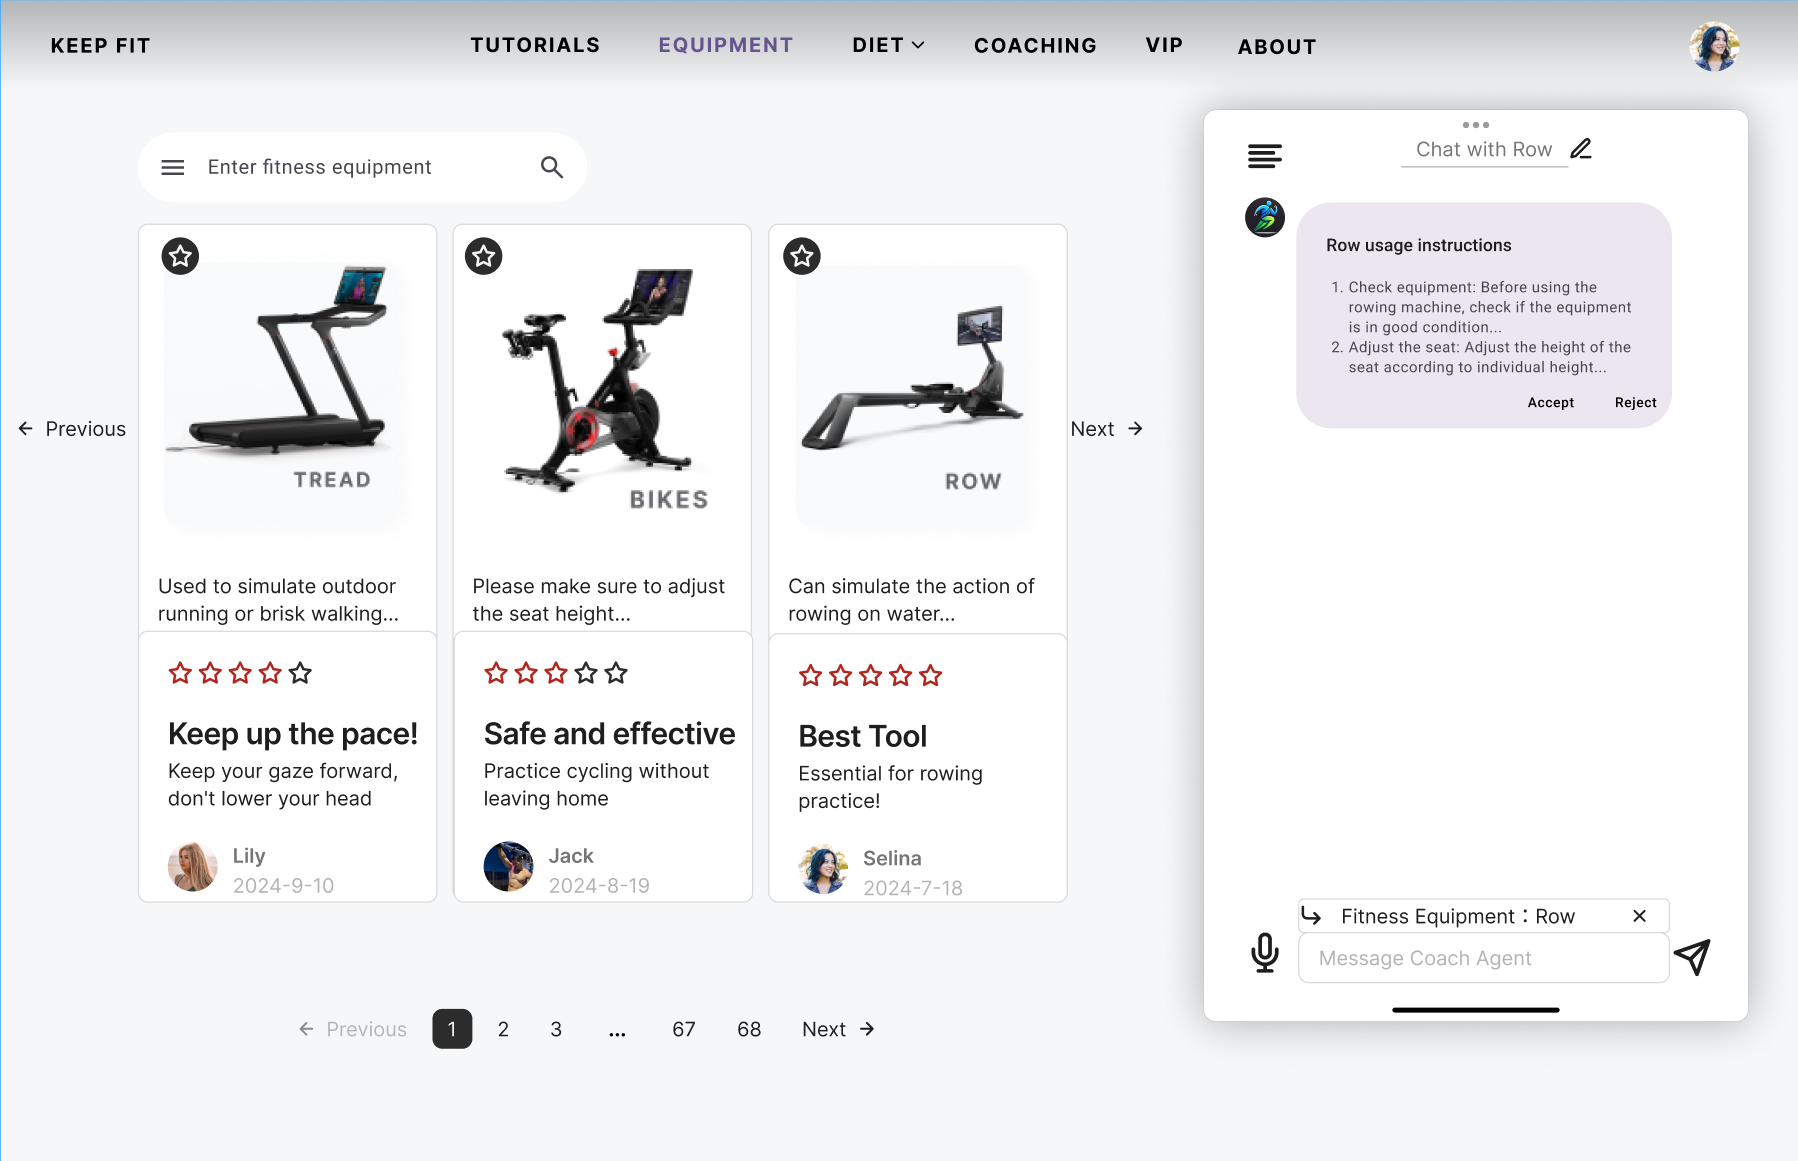 KEEP FIT
TUTORIALS
EQUIPMENT
DIET
COACHING
VIP
ABOUT
Enter fitness equipment
Previous
TREAD
Used to simulate outdoor
running or brisk walking...
Keep up the pace!
Keep your gaze forward,
don't lower your head
Lily
2024-9-10
BIKES
Please make sure to adjust
the seat height...
Safe and effective
Practice cycling without
leaving home
Jack
2024-8-19
ROW
Can simulate the action of
rowing on water...
Best Tool
Essential for rowing
practice!
Selina
2024-7-18
Next
Previous
1
2
3
...
67
68
Next
Chat with Row
Row usage instructions
1. Check equipment: Before using the
rowing machine, check if the equipment
is in good condition...
2. Adjust the seat: Adjust the height of the
seat according to individual height...
Accept
Reject
Fitness Equipment：Row
Message Coach Agent